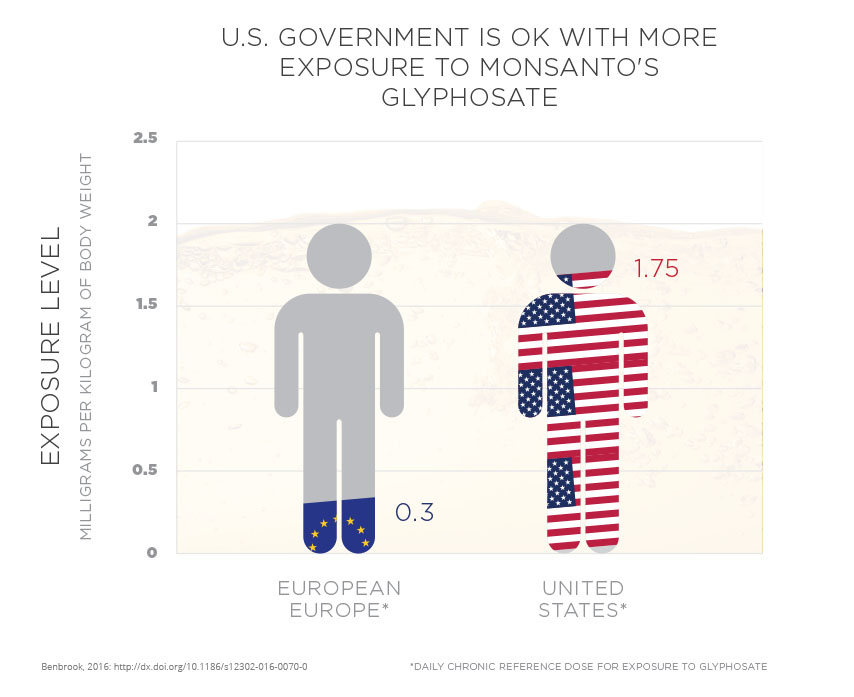 U.S. GOVERNMENT IS OK WITH MORE
EXPOSURE TO MONSANTO'S
GLYPHOSATE
EXPOSURE LEVEL
MILLIGRAMS PER KILOGRAM OF BODY WEIGHT
2.5
2
1.5
1
0.5
0
0.3
1.75
EUROPEAN
EUROPE*
UNITED
STATES*
Benbrook, 2016: http://dx.doi.org/10.1186/s12302-016-0070-0
*DAILY CHRONIC REFERENCE DOSE FOR EXPOSURE TO GLYPHOSATE